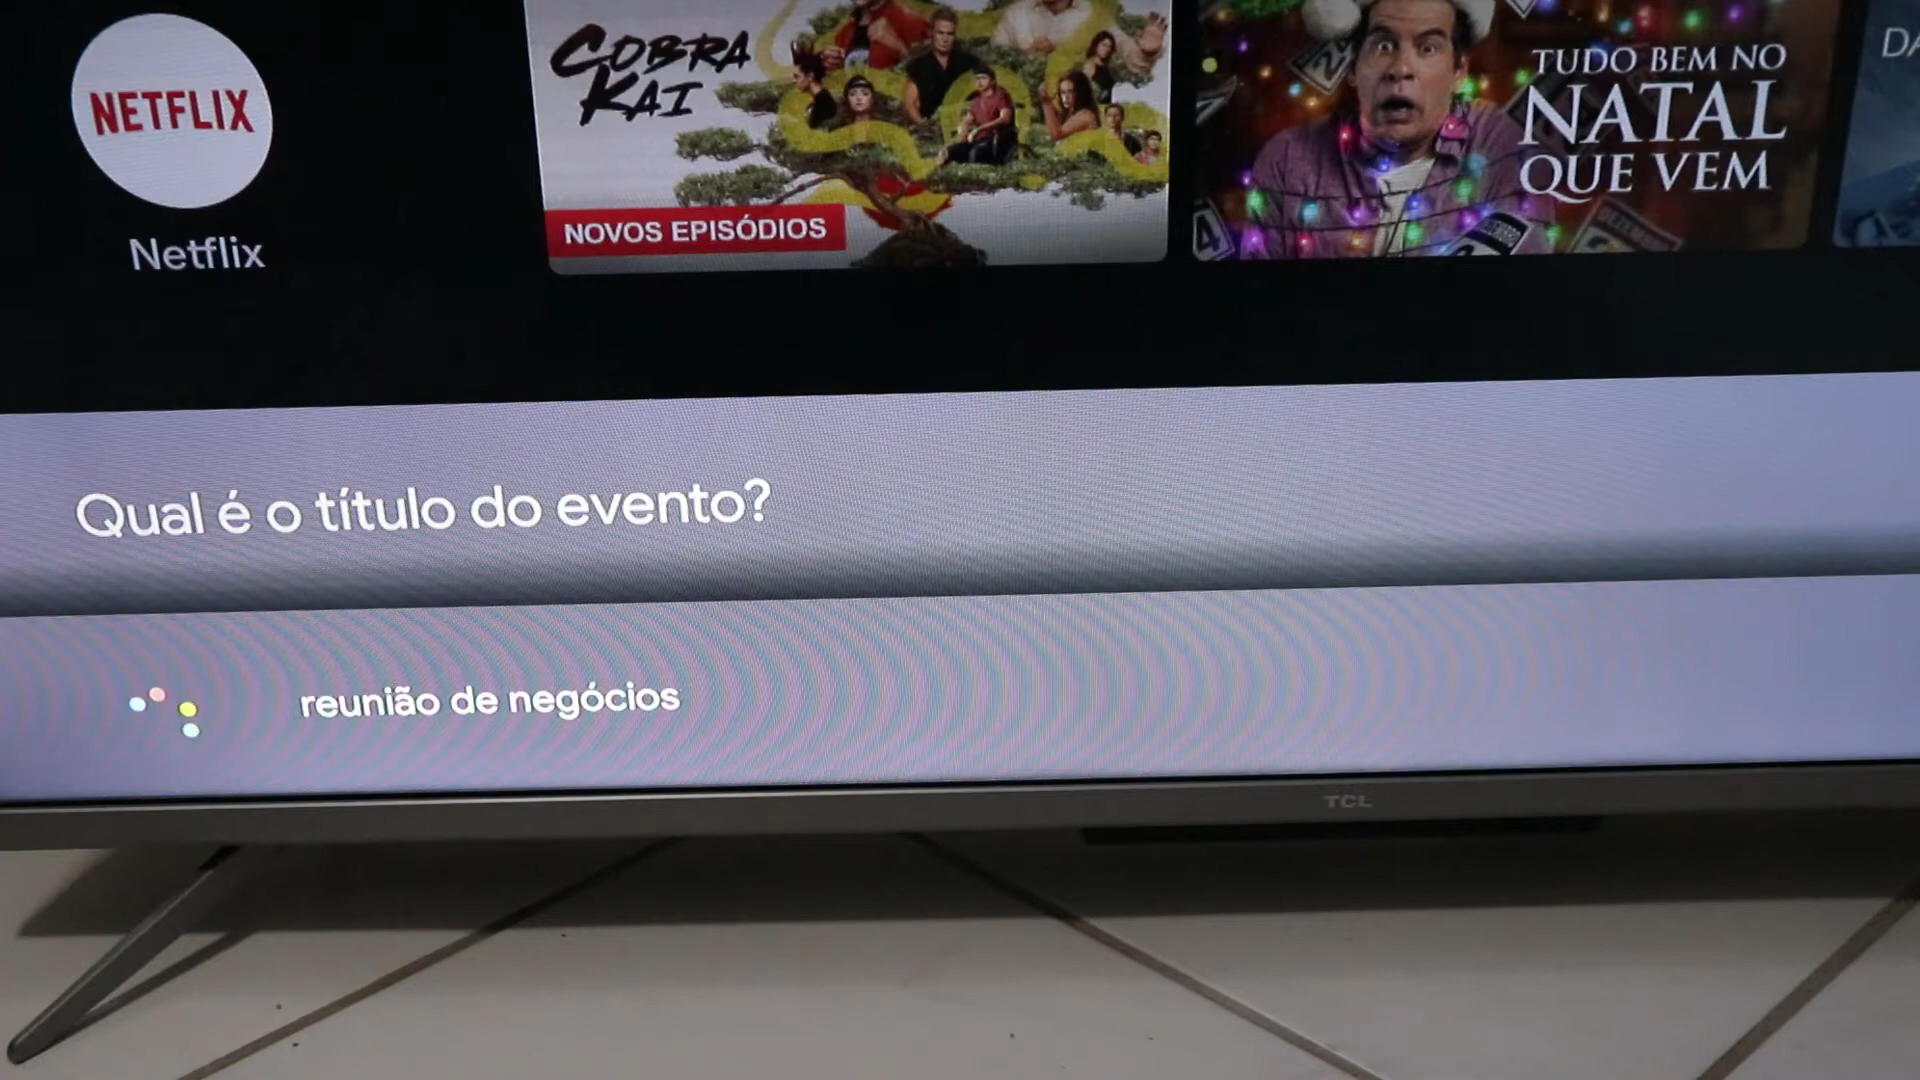 NETFLIX
Netflix
COBRA
KAI
NOVOS EPISÓDIOS
TUDO BEM NO
NATAL
QUE VEM
DA
Qual é o título do evento?
reunião de negócios
TCL